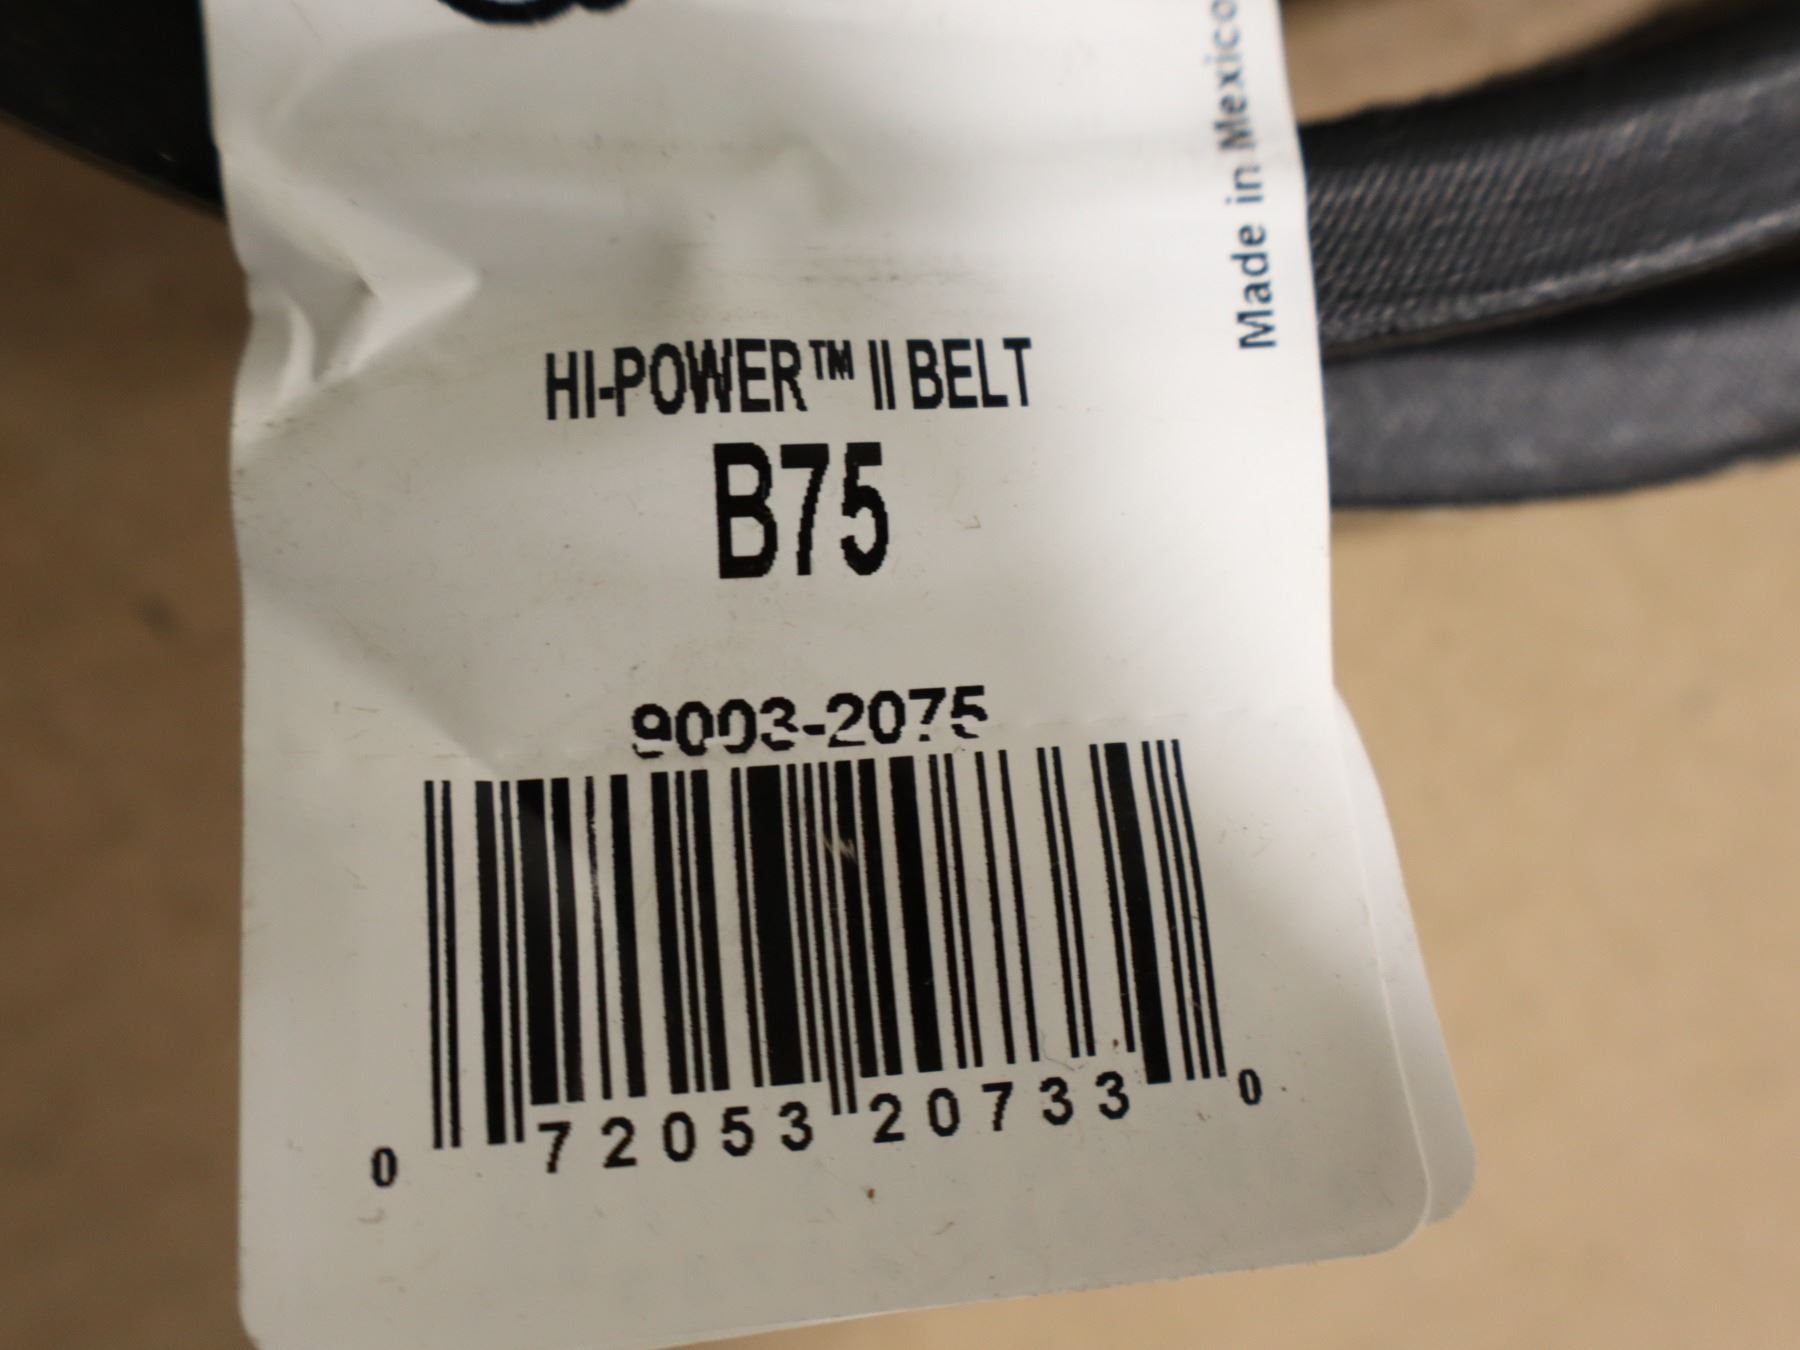 Made in Mexico
HI-POWER™ II BELT
B75
9003-2075
0 72053 20733 0